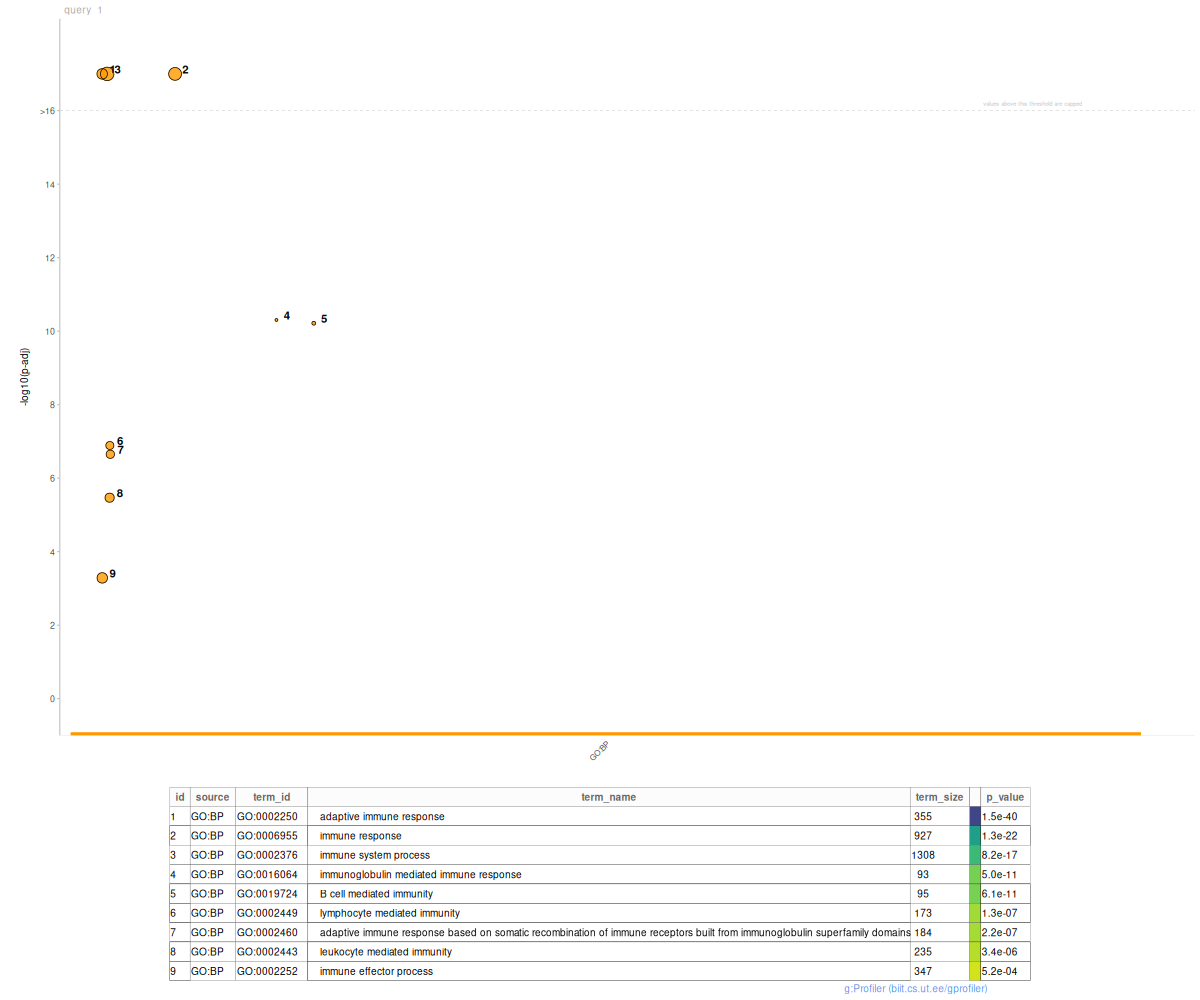 query 1
13
2
values above this threshold are capped
>16
14
12
10
8
6
4
2
0
-log10(p-adj)
4
5
6
7
8
9
GO:BP
id source term_id term_name term_size p_value
1 GO:BP GO:0002250 adaptive immune response 355 1.5e-40
2 GO:BP GO:0006955 immune response 927 1.3e-22
3 GO:BP GO:0002376 immune system process 1308 8.2e-17
4 GO:BP GO:0016064 immunoglobulin mediated immune response 93 5.0e-11
5 GO:BP GO:0019724 B cell mediated immunity 95 6.1e-11
6 GO:BP GO:0002449 lymphocyte mediated immunity 173 1.3e-07
7 GO:BP GO:0002460 adaptive immune response based on somatic recombination of immune receptors built from immunoglobulin superfamily domains 184 2.2e-07
8 GO:BP GO:0002443 leukocyte mediated immunity 235 3.4e-06
9 GO:BP GO:0002252 immune effector process 347 5.2e-04
g:Profiler (biit.cs.ut.ee/gprofiler)